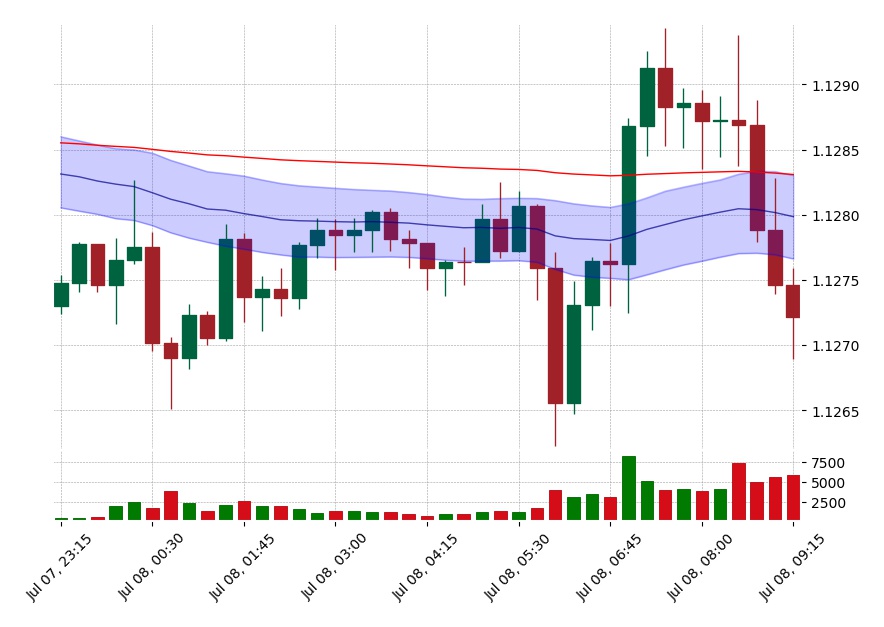 1.1290
1.1285
1.1280
1.1275
1.1270
1.1265
7500
5000
2500
Jul 07, 23:15
Jul 08, 00:30
Jul 08, 01:45
Jul 08, 03:00
Jul 08, 04:15
Jul 08, 05:30
Jul 08, 06:45
Jul 08, 08:00
Jul 08, 09:15